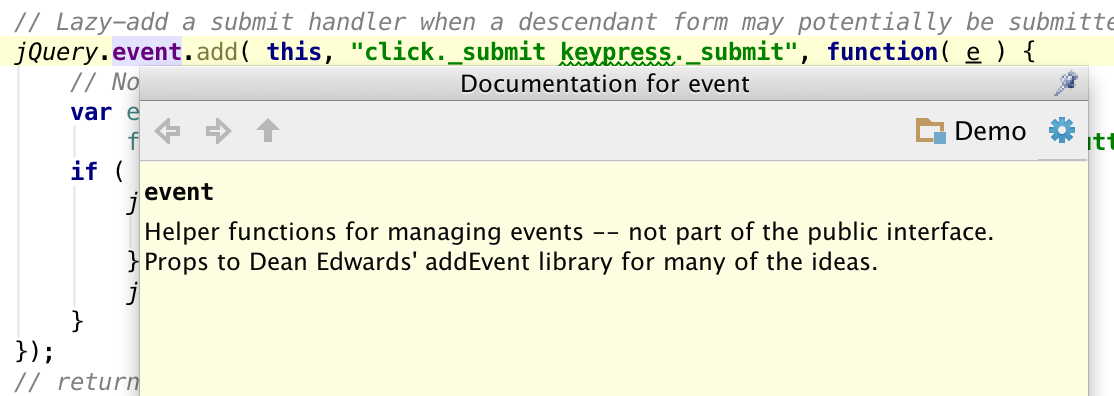 // Lazy-add a submit handler when a descendant form may potentially be submitte
jQuery.event.add( this, "click._submit keypress._submit", function( e ) {
// No
Documentation for event
var e
Demo
f
utt
if (
event
j
Helper functions for managing events -- not part of the public interface.
}
Props to Dean Edwards' addEvent library for many of the ideas.
j
}
});
// return